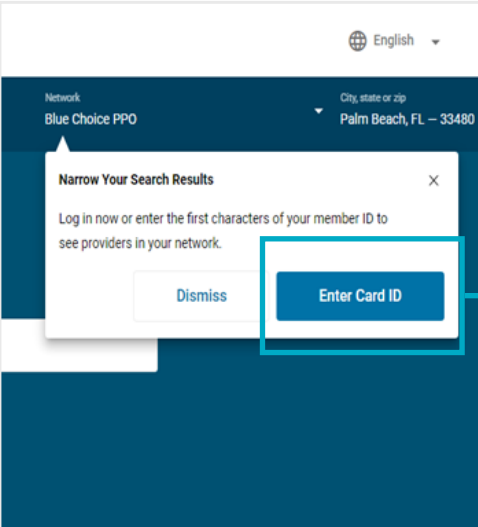 English
Network
City, state or zip
Blue Choice PPO
Palm Beach, FL – 33480
Narrow Your Search Results
Log in now or enter the first characters of your member ID to
see providers in your network.
Dismiss
Enter Card ID